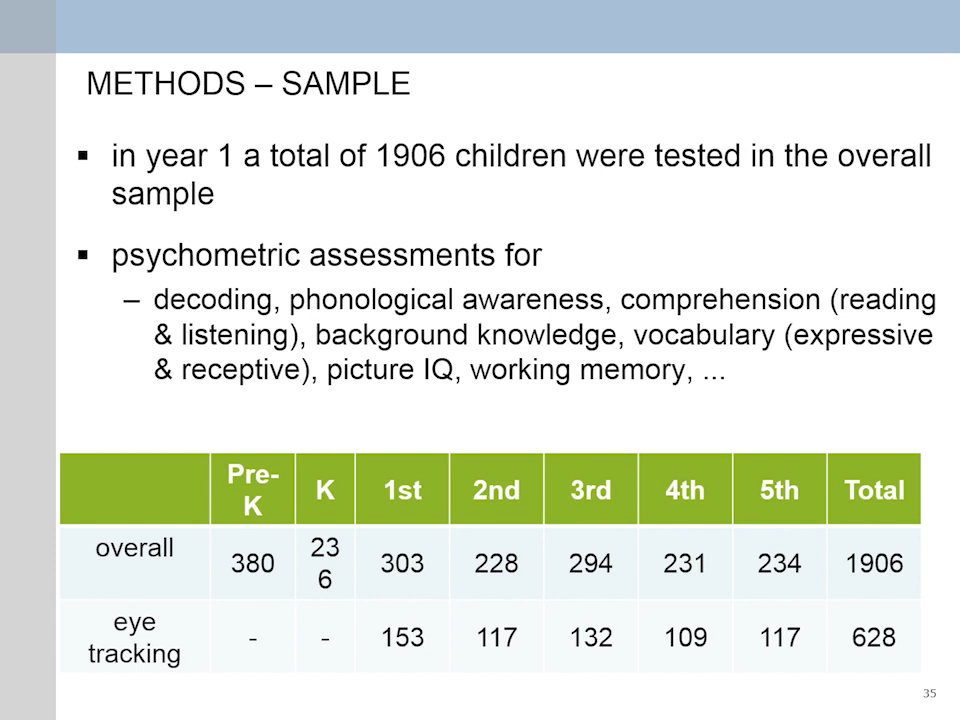 METHODS – SAMPLE
▪ in year 1 a total of 1906 children were tested in the overall
sample
▪ psychometric assessments for
– decoding, phonological awareness, comprehension (reading
& listening), background knowledge, vocabulary (expressive
& receptive), picture IQ, working memory, ...
Pre-
K K 1st 2nd 3rd 4th 5th Total
overall 380 23
6 303 228 294 231 234 1906
eye
tracking - - 153 117 132 109 117 628
35